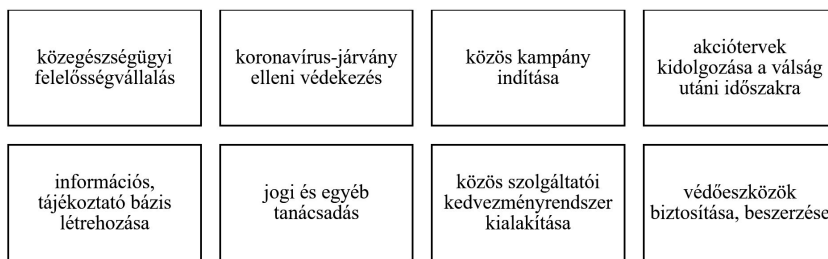 közegészségügyi
felelősségvállalás
koronavírus-járvány
elleni védekezés
közös kampány
indítása
akciótervek
kidolgozása a válság
utáni időszakra
információs,
tájékoztató bázis
létrehozása
jogi és egyéb
tanácsadás
közös szolgáltatói
kedvezményrendszer
kialakítása
védőeszközök
biztosítása, beszerzése